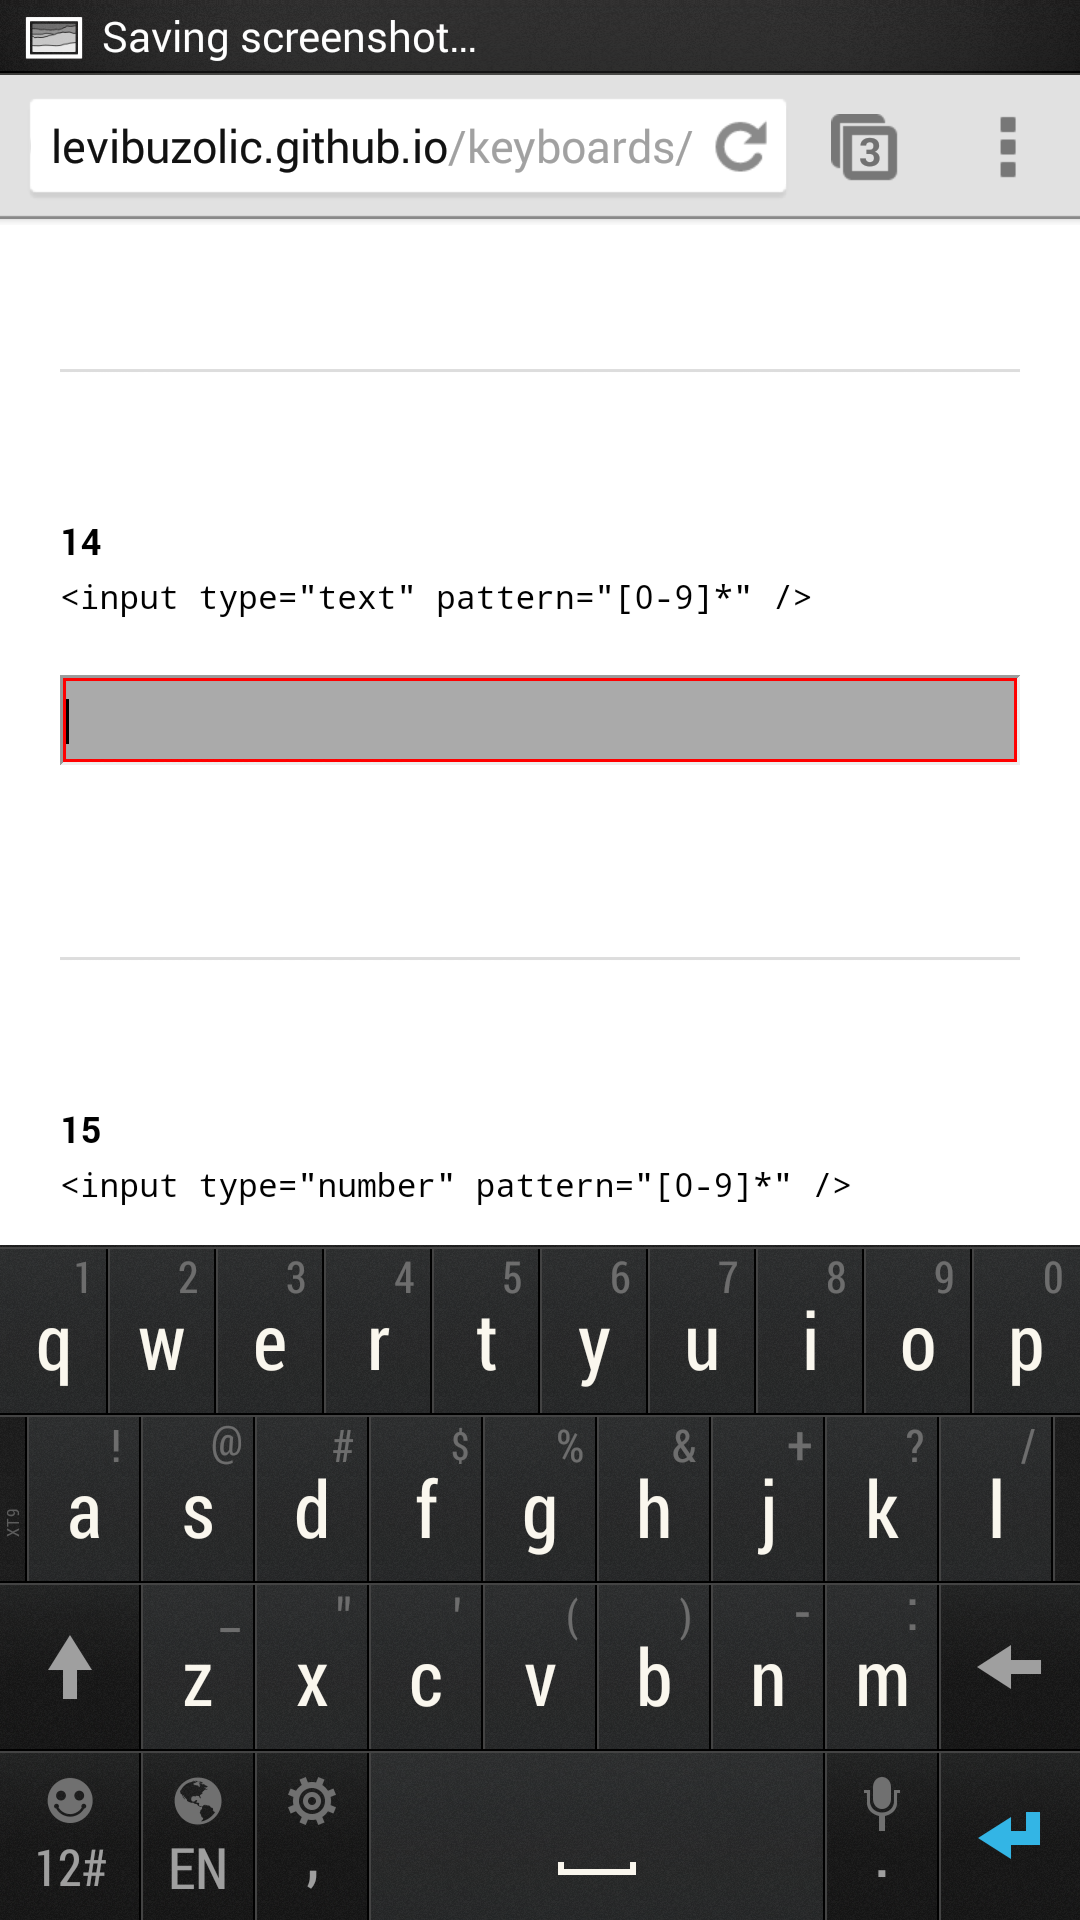 Saving screenshot...
levibuzolic.github.io/keyboards/
3
14
<input type="text" pattern="[0-9]*" />
15
<input type="number" pattern="[0-9]*" />
1 2 3 4 5 6 7 8 9 0
q w e r t y u i o p
! @ # $ % & + ? /
XT9 a s d f g h j k l
_ " ' ( ) - :
z x c v b n m
12# EN , .